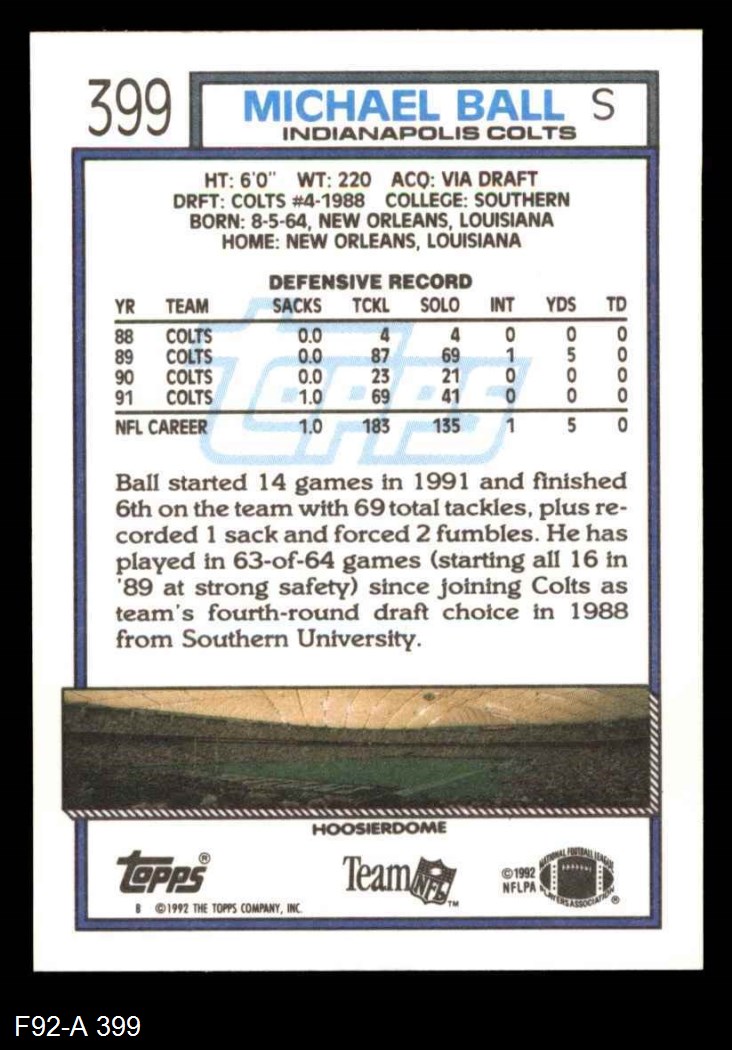 399 MICHAEL BALL S
INDIANAPOLIS COLTS
HT: 6'0" WT: 220 ACQ: VIA DRAFT
DRFT: COLTS #4-1988 COLLEGE: SOUTHERN
BORN: 8-5-64, NEW ORLEANS, LOUISIANA
HOME: NEW ORLEANS, LOUISIANA
DEFENSIVE RECORD
YR TEAM SACKS TCKL SOLO INT YDS TD
88 COLTS 0.0 4 4 0 0 0
89 COLTS 0.0 87 69 1 5 0
90 COLTS 0.0 23 21 0 0 0
91 COLTS 1.0 69 41 0 0 0
NFL CAREER 1.0 183 135 1 5 0
topps
Ball started 14 games in 1991 and finished
6th on the team with 69 total tackles, plus re-
corded 1 sack and forced 2 fumbles. He has
played in 63-of-64 games (starting all 16 in
'89 at strong safety) since joining Colts as
team's fourth-round draft choice in 1988
from Southern University.
HOOSIERDOME
topps®
Team NFL™
©1992
NFLPA
NATIONAL FOOTBALL LEAGUE
PLAYERS ASSOCIATION®
B ©1992 THE TOPPS COMPANY, INC.
F92-A 399